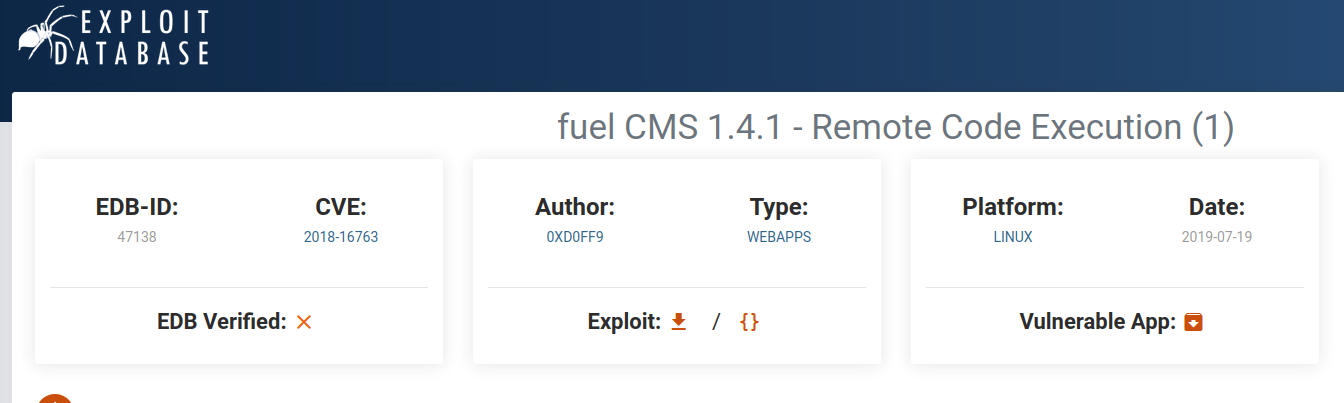 EXPLOIT
DATABASE
fuel CMS 1.4.1 - Remote Code Execution (1)
EDB-ID:
47138
CVE:
2018-16763
Author:
0XD0FF9
Type:
WEBAPPS
Platform:
LINUX
Date:
2019-07-19
EDB Verified:
Exploit: / {}
Vulnerable App: